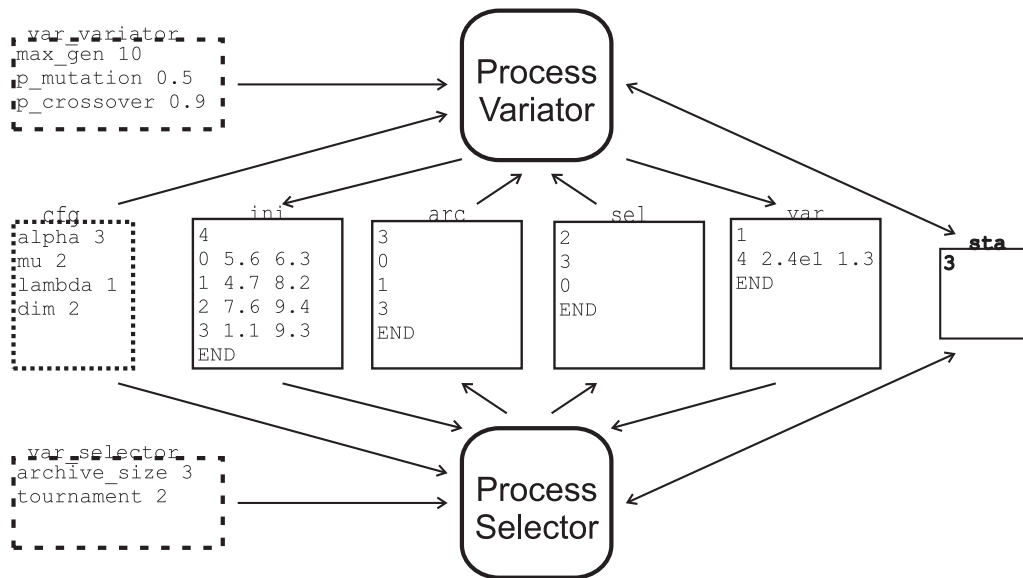 var_variator
max_gen 10
p_mutation 0.5
p_crossover 0.9
Process
Variator
cfg
alpha 3
mu 2
lambda 1
dim 2
ini
4
0 5.6 6.3
1 4.7 8.2
2 7.6 9.4
3 1.1 9.3
END
arc
3
0
1
3
END
sel
2
3
0
END
var
1
4 2.4e1 1.3
END
sta
3
var_selector
archive_size 3
tournament 2
Process
Selector